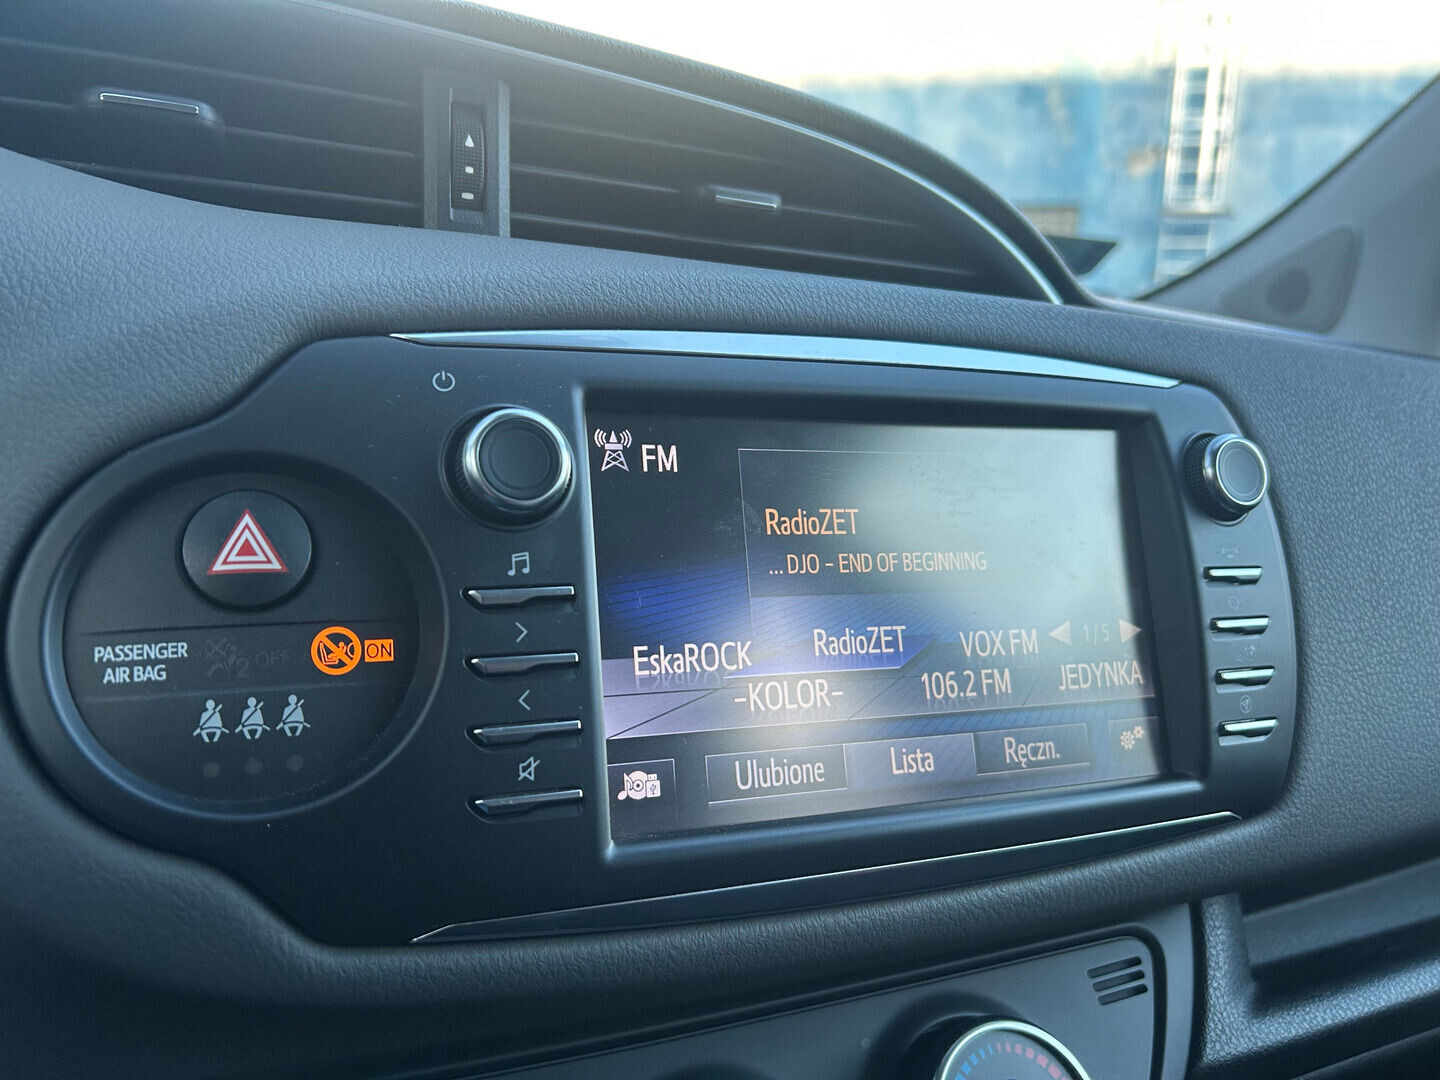 FM
RadioZET
... DJO - END OF BEGINNING
EskaROCK RadioZET VOX FM 1/5
-KOLOR- 106.2 FM JEDYNKA
Ulubione Lista Ręczn.
PASSENGER
AIR BAG
2 OFF
ON